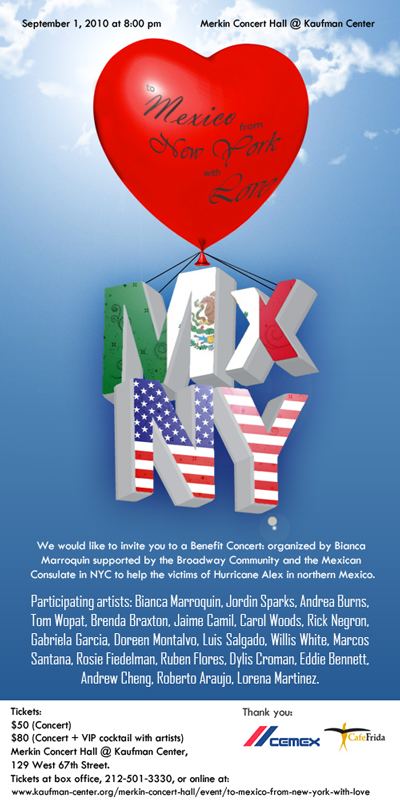 September 1, 2010 at 8:00 pm
Merkin Concert Hall @ Kaufman Center
to
Mexico
from
New York
with
Love
MX
NY
We would like to invite you to a Benefit Concert: organized by Bianca
Marroquin supported by the Broadway Community and the Mexican
Consulate in NYC to help the victims of Hurricane Alex in northern Mexico.
Participating artists: Bianca Marroquin, Jordin Sparks, Andrea Burns,
Tom Wopat, Brenda Braxton, Jaime Camil, Carol Woods, Rick Negron,
Gabriela Garcia, Doreen Montalvo, Luis Salgado, Willis White, Marcos
Santana, Rosie Fiedelman, Ruben Flores, Dylis Croman, Eddie Bennett,
Andrew Cheng, Roberto Araujo, Lorena Martinez.
Tickets:
$50 (Concert)
$80 (Concert + VIP cocktail with artists)
Merkin Concert Hall @ Kaufman Center,
129 West 67th Street.
Tickets at box office, 212-501-3330, or online at:
www.kaufman-center.org/merkin-concert-hall/event/to-mexico-from-new-york-with-love
Thank you:
CEMEX
CafeFrida